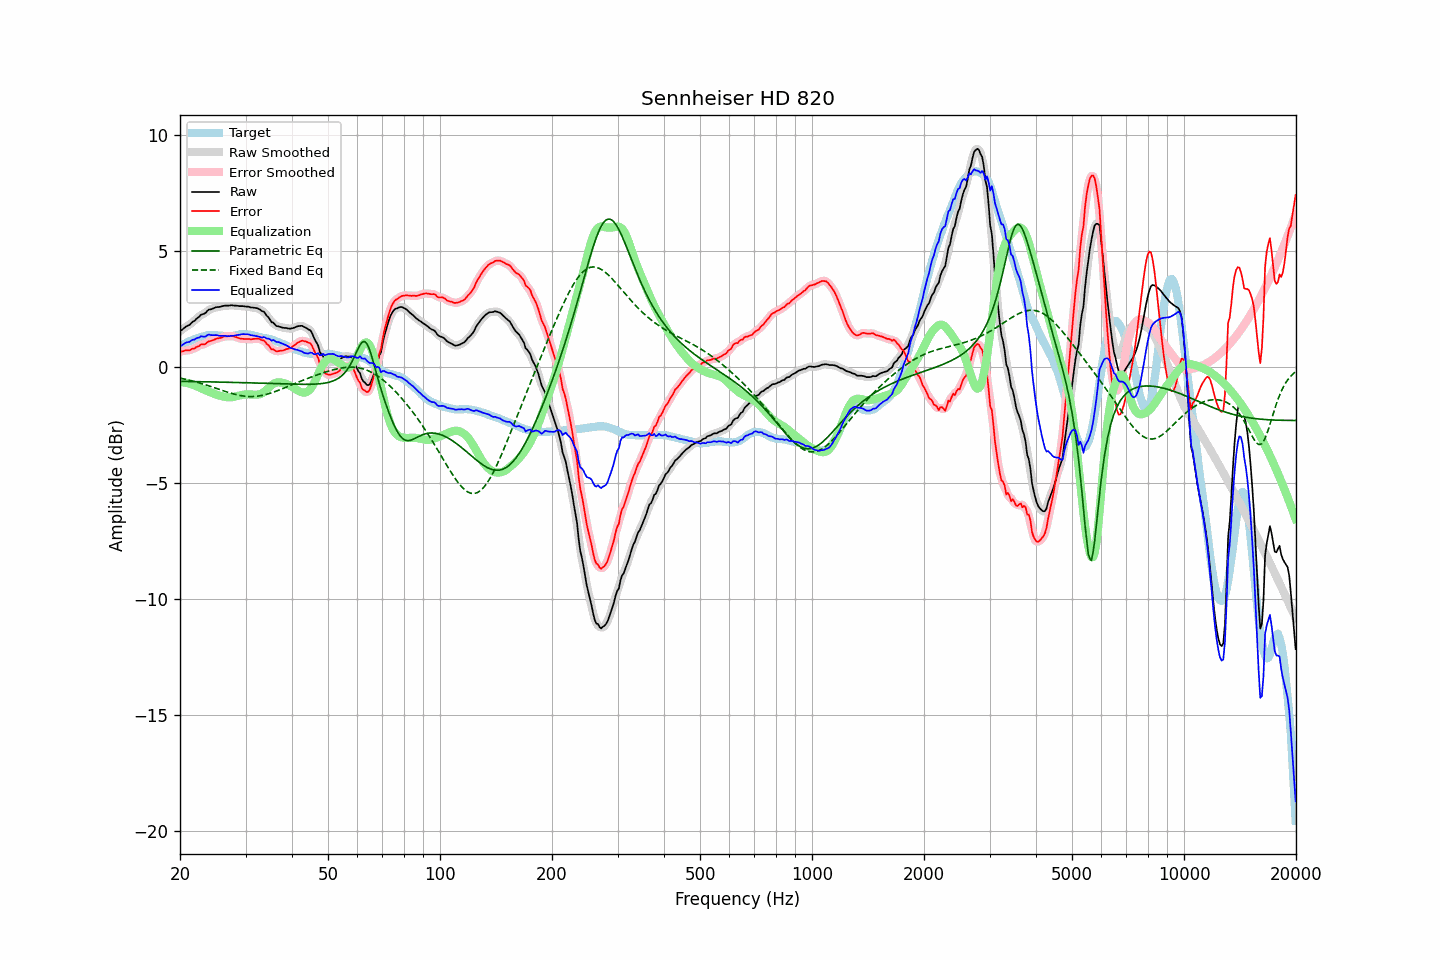 Sennheiser HD 820
Target
Raw Smoothed
Error Smoothed
Raw
Error
Equalization
Parametric Eq
Fixed Band Eq
Equalized
10
5
0
−5
−10
−15
−20
Amplitude (dBr)
20
50
100
200
500
1000
2000
5000
10000
20000
Frequency (Hz)